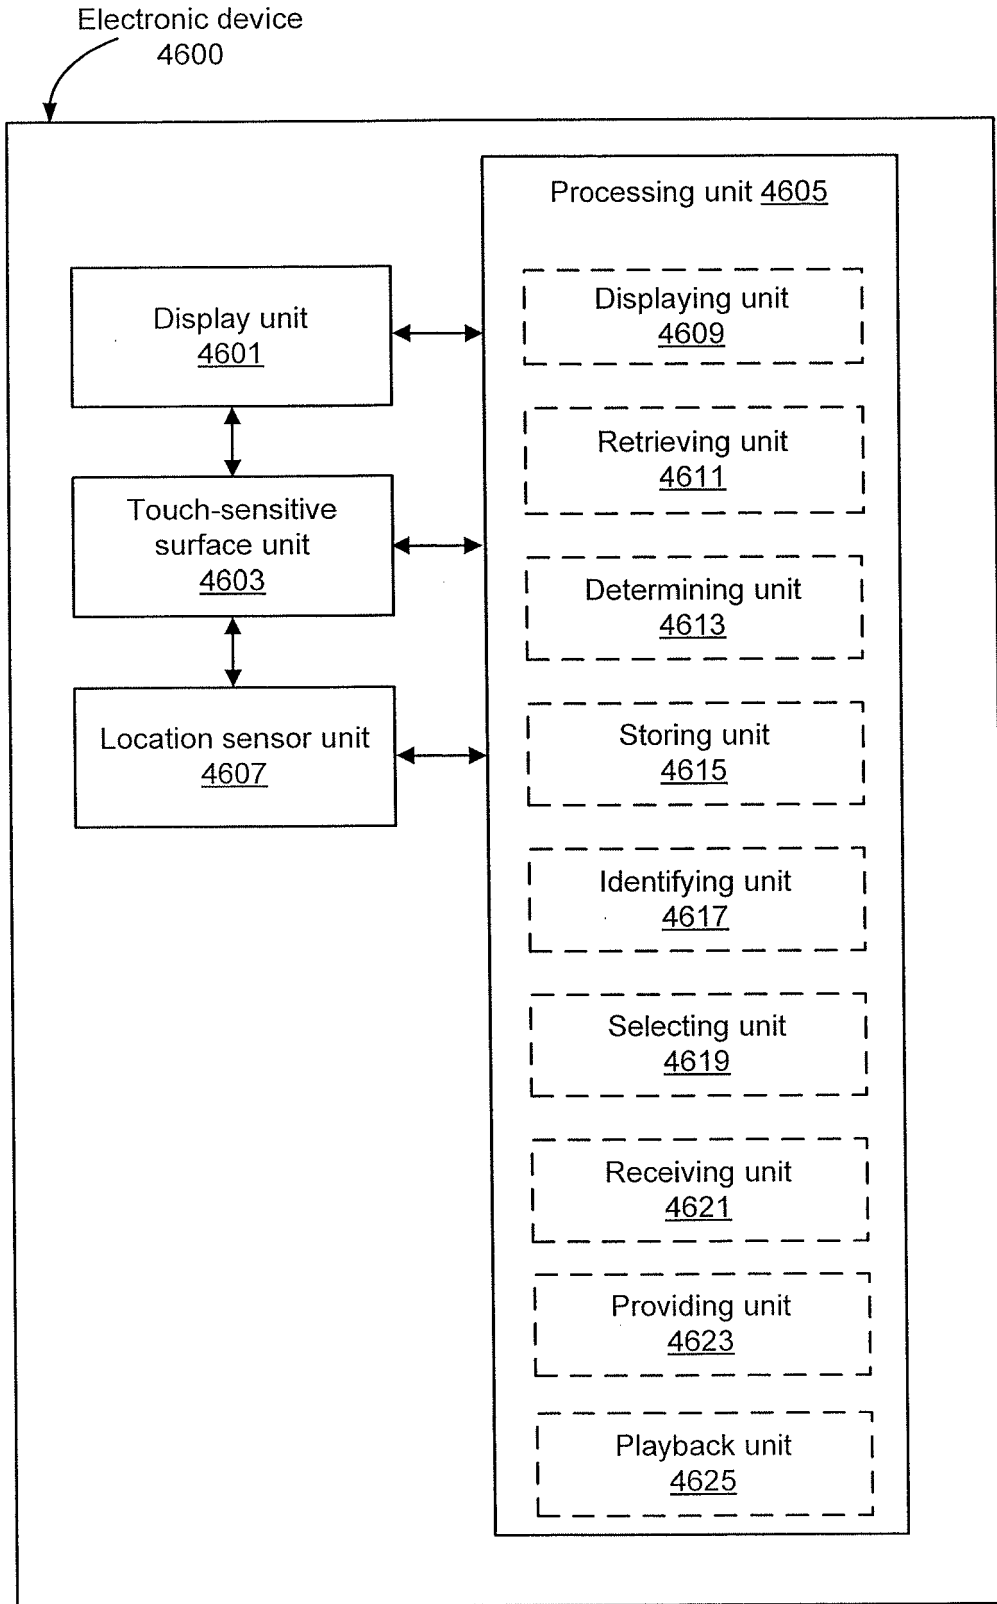 Electronic device
4600
Processing unit 4605
Display unit
4601
Touch-sensitive
surface unit
4603
Location sensor unit
4607
Displaying unit
4609
Retrieving unit
4611
Determining unit
4613
Storing unit
4615
Identifying unit
4617
Selecting unit
4619
Receiving unit
4621
Providing unit
4623
Playback unit
4625